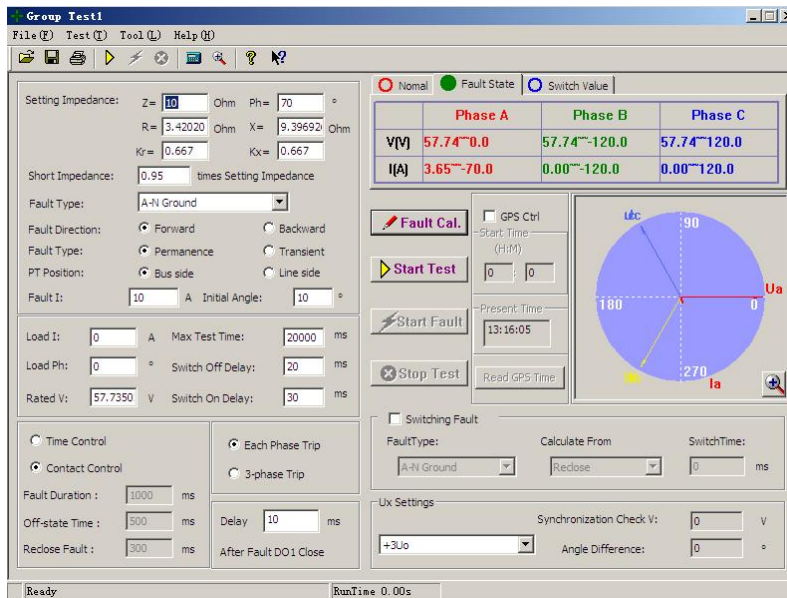 Group Test1
File(F) Test(T) Tool(L) Help(H)
Setting Impedance: Z= 10 Ohm Ph= 70 °
R= 3.42020 Ohm X= 9.39692 Ohm
Kr= 0.667 Kx= 0.667
Short Impedance: 0.95 times Setting Impedance
Fault Type: A-N Ground
Fault Direction: Forward Backward
Fault Type: Permanence Transient
PT Position: Bus side Line side
Fault I: 10 A Initial Angle: 10 °
Load I: 0 A Max Test Time: 20000 ms
Load Ph: 0 ° Switch Off Delay: 20 ms
Rated V: 57.7350 V Switch On Delay: 30 ms
Time Control
Contact Control
Fault Duration : 1000 ms
Off-state Time : 500 ms
Reclose Fault : 300 ms
Each Phase Trip
3-phase Trip
Delay 10 ms
After Fault DO1 Close
Nomal Fault State Switch Value
Phase A Phase B Phase C
V(V) 57.74~~0.0 57.74~~-120.0 57.74~~120.0
I(A) 3.65~~-70.0 0.00~~-120.0 0.00~~120.0
Fault Cal.
Start Test
Start Fault
Stop Test
GPS Ctrl
Start Time
(H:M)
0 : 0
Present Time
13:16:05
Read GPS Time
90
180
0
270
Ua
Ia
Switching Fault
FaultType: Calculate From SwitchTime:
A-N Ground Reclose 0 ms
Ux Settings
Synchronization Check V: 0 V
+3Uo Angle Difference: 0 °
Ready RunTime 0.00s